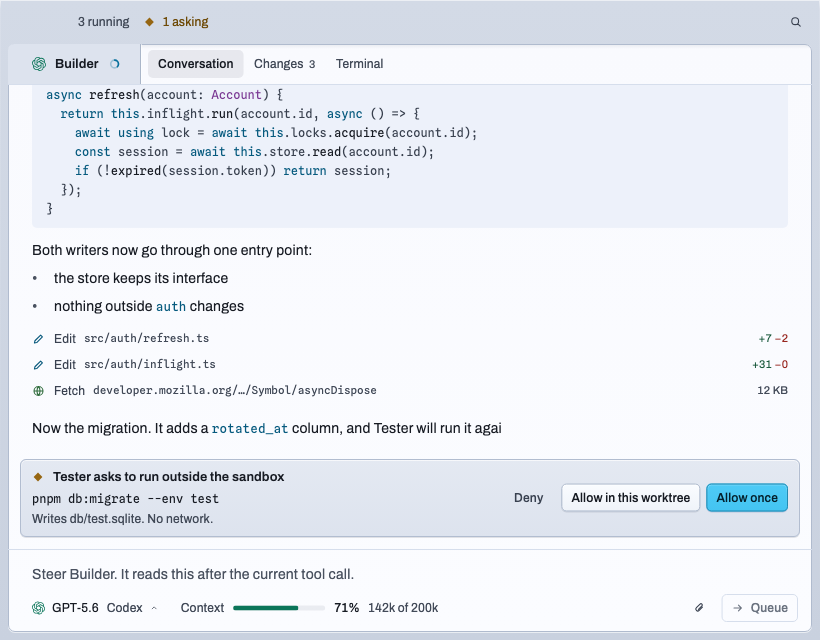 3 running ◆ 1 asking
Builder Conversation Changes 3 Terminal
async refresh(account: Account) {
return this.inflight.run(account.id, async () => {
await using lock = await this.locks.acquire(account.id);
const session = await this.store.read(account.id);
if (!expired(session.token)) return session;
});
}
Both writers now go through one entry point:
• the store keeps its interface
• nothing outside auth changes
Edit src/auth/refresh.ts +7 −2
Edit src/auth/inflight.ts +31 −0
Fetch developer.mozilla.org/…/Symbol/asyncDispose 12 KB
Now the migration. It adds a rotated_at column, and Tester will run it agai
◆ Tester asks to run outside the sandbox
pnpm db:migrate --env test
Writes db/test.sqlite. No network.
Deny Allow in this worktree Allow once
Steer Builder. It reads this after the current tool call.
GPT-5.6 Codex Context 71% 142k of 200k → Queue